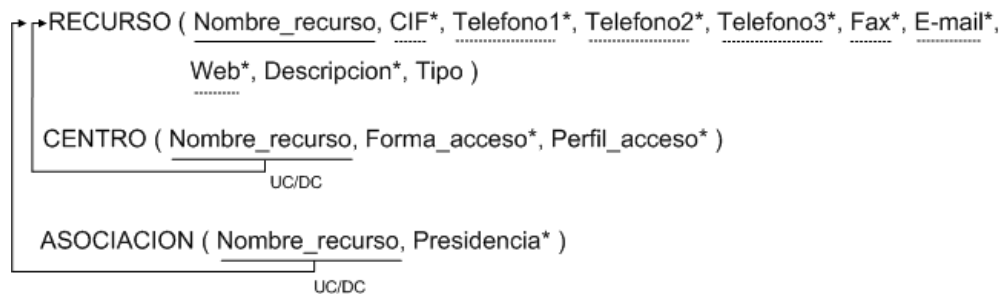 RECURSO ( Nombre_recurso, CIF*, Telefono1*, Telefono2*, Telefono3*, Fax*, E-mail*,
Web*, Descripcion*, Tipo )
CENTRO ( Nombre_recurso, Forma_acceso*, Perfil_acceso* )
UC/DC
ASOCIACION ( Nombre_recurso, Presidencia* )
UC/DC